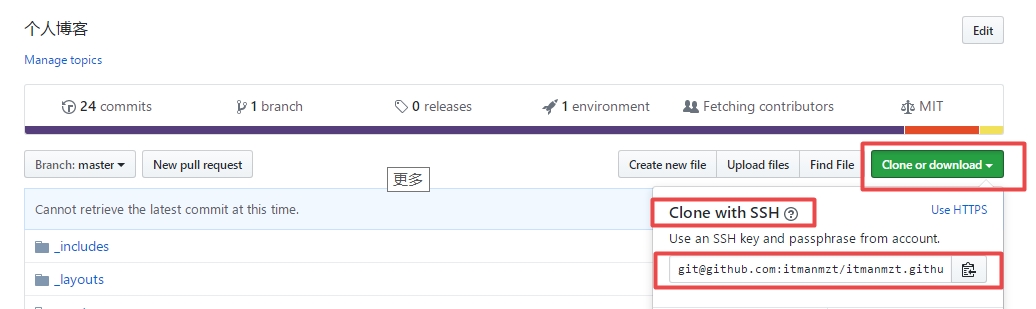 个人博客
Edit
Manage topics
24 commits
1 branch
0 releases
1 environment
Fetching contributors
MIT
Branch: master
New pull request
Create new file
Upload files
Find File
Clone or download
更多
Cannot retrieve the latest commit at this time.
Clone with SSH ?
Use HTTPS
Use an SSH key and passphrase from account.
_includes
git@github.com:itmanmzt/itmanmzt.githu
_layouts